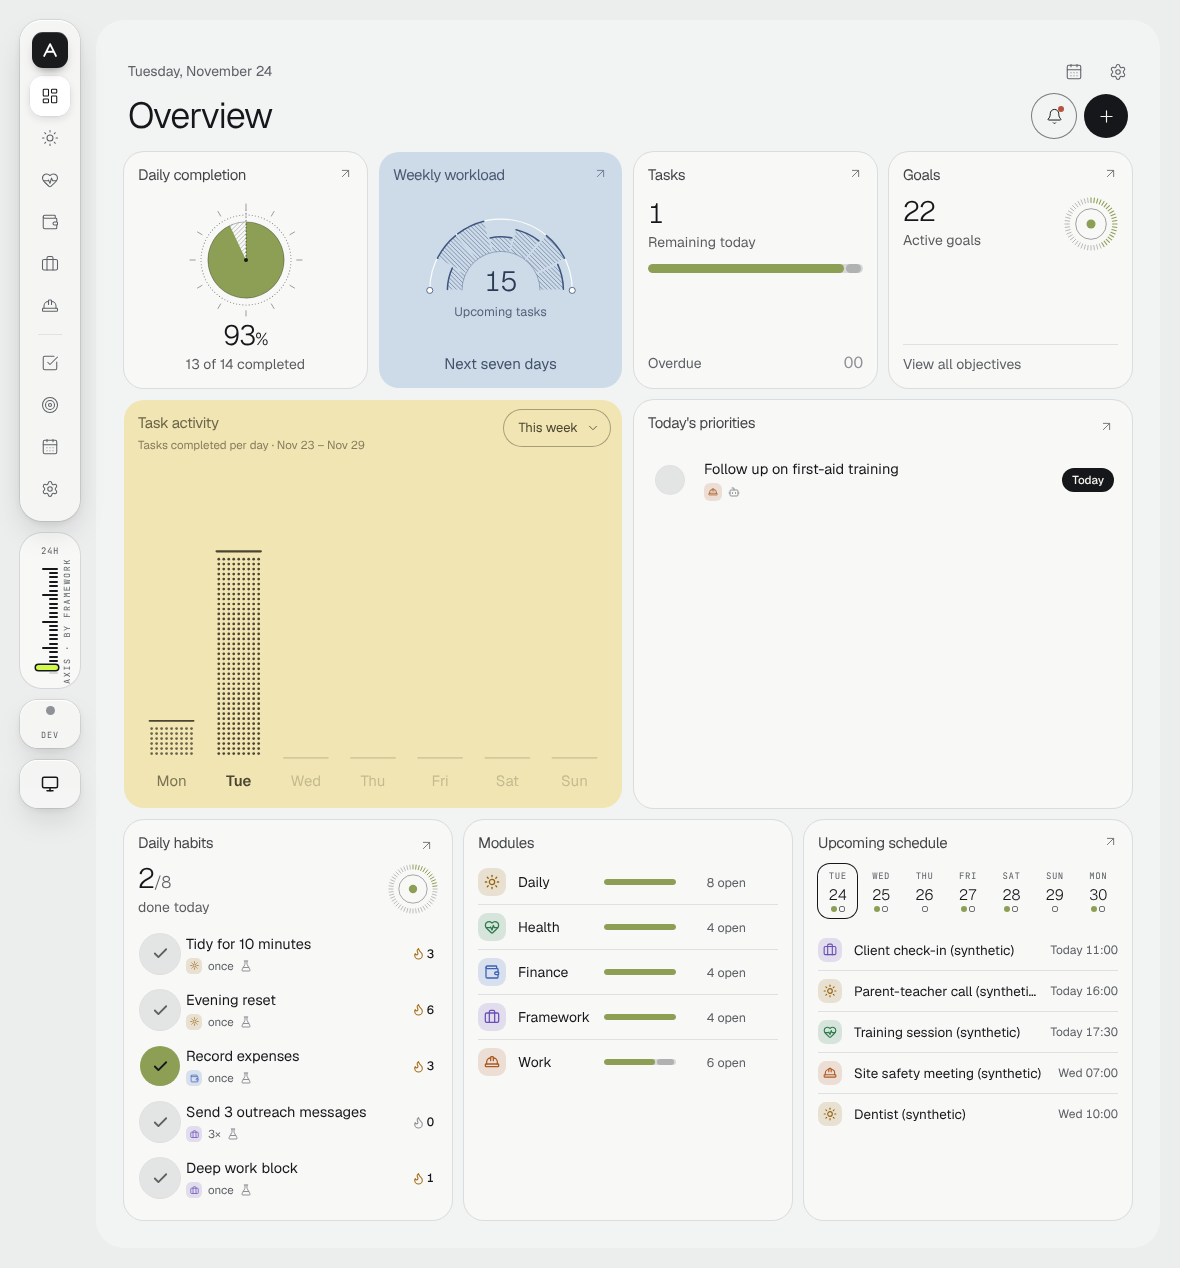 A
24H
AXIS · BY FRAMEWORK
DEV
Tuesday, November 24
Overview
Daily completion
93%
13 of 14 completed
Weekly workload
15
Upcoming tasks
Next seven days
Tasks
1
Remaining today
Overdue 00
Goals
22
Active goals
View all objectives
Task activity
Tasks completed per day · Nov 23 – Nov 29
This week
Mon Tue Wed Thu Fri Sat Sun
Today's priorities
Follow up on first-aid training
Today
Daily habits
2/8
done today
Tidy for 10 minutes
once
3
Evening reset
once
6
Record expenses
once
3
Send 3 outreach messages
3×
0
Deep work block
once
1
Modules
Daily 8 open
Health 4 open
Finance 4 open
Framework 4 open
Work 6 open
Upcoming schedule
TUE WED THU FRI SAT SUN MON
24 25 26 27 28 29 30
Client check-in (synthetic) Today 11:00
Parent-teacher call (syntheti... Today 16:00
Training session (synthetic) Today 17:30
Site safety meeting (synthetic) Wed 07:00
Dentist (synthetic) Wed 10:00